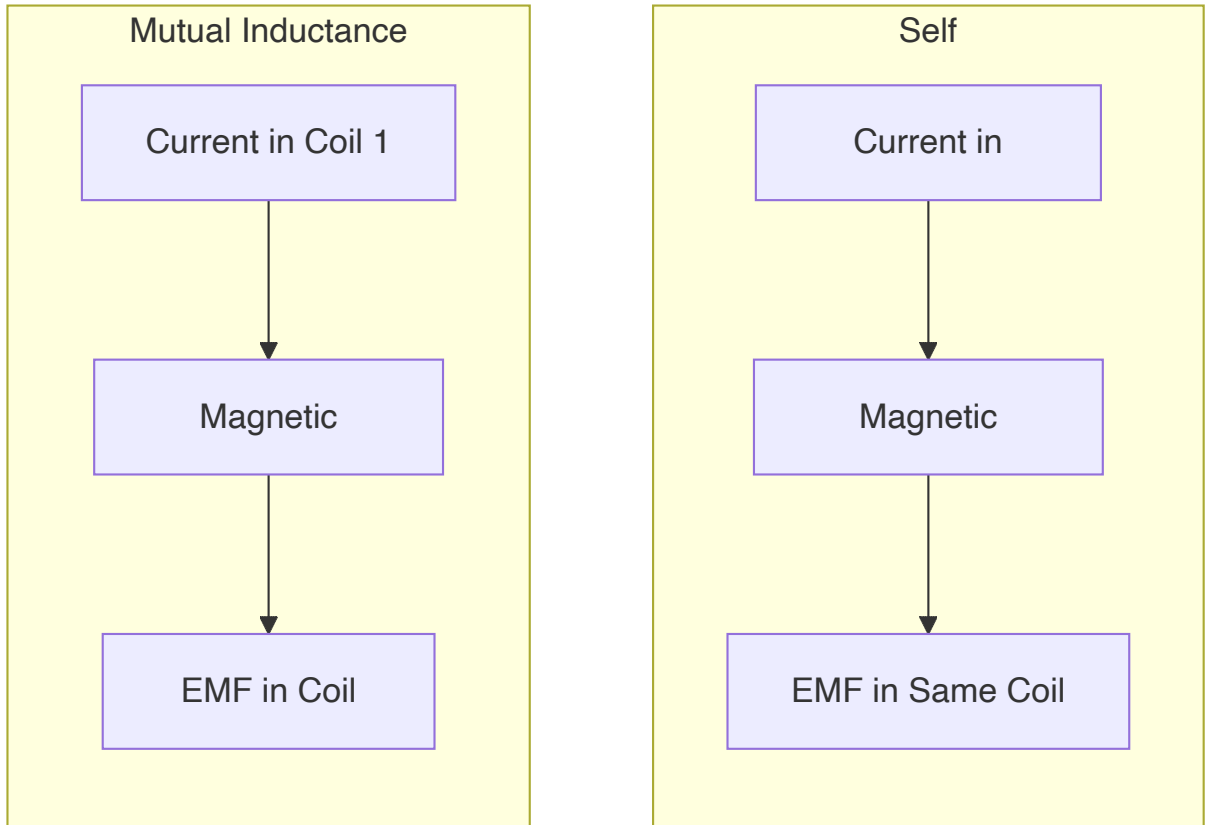 Mutual Inductance
Current in Coil 1
Magnetic
EMF in Coil
Self
Current in
Magnetic
EMF in Same Coil